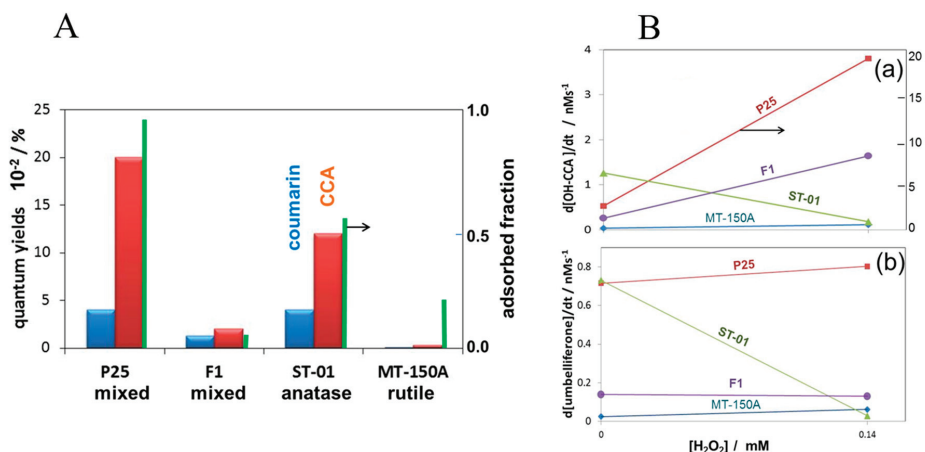 A
25
20
15
10
5
0
quantum yields 10⁻² / %
1.0
0.5
0.0
adsorbed fraction
coumarin
CCA
P25
mixed
F1
mixed
ST-01
anatase
MT-150A
rutile
B
(a)
4
3
2
1
0
d[OH-CCA]/dt / nMs⁻¹
20
15
10
5
0
P25
F1
ST-01
MT-150A
(b)
0.8
0.6
0.4
0.2
0
d[umbelliferone]/dt / nMs⁻¹
P25
ST-01
F1
MT-150A
0
0.14
[H₂O₂] / mM